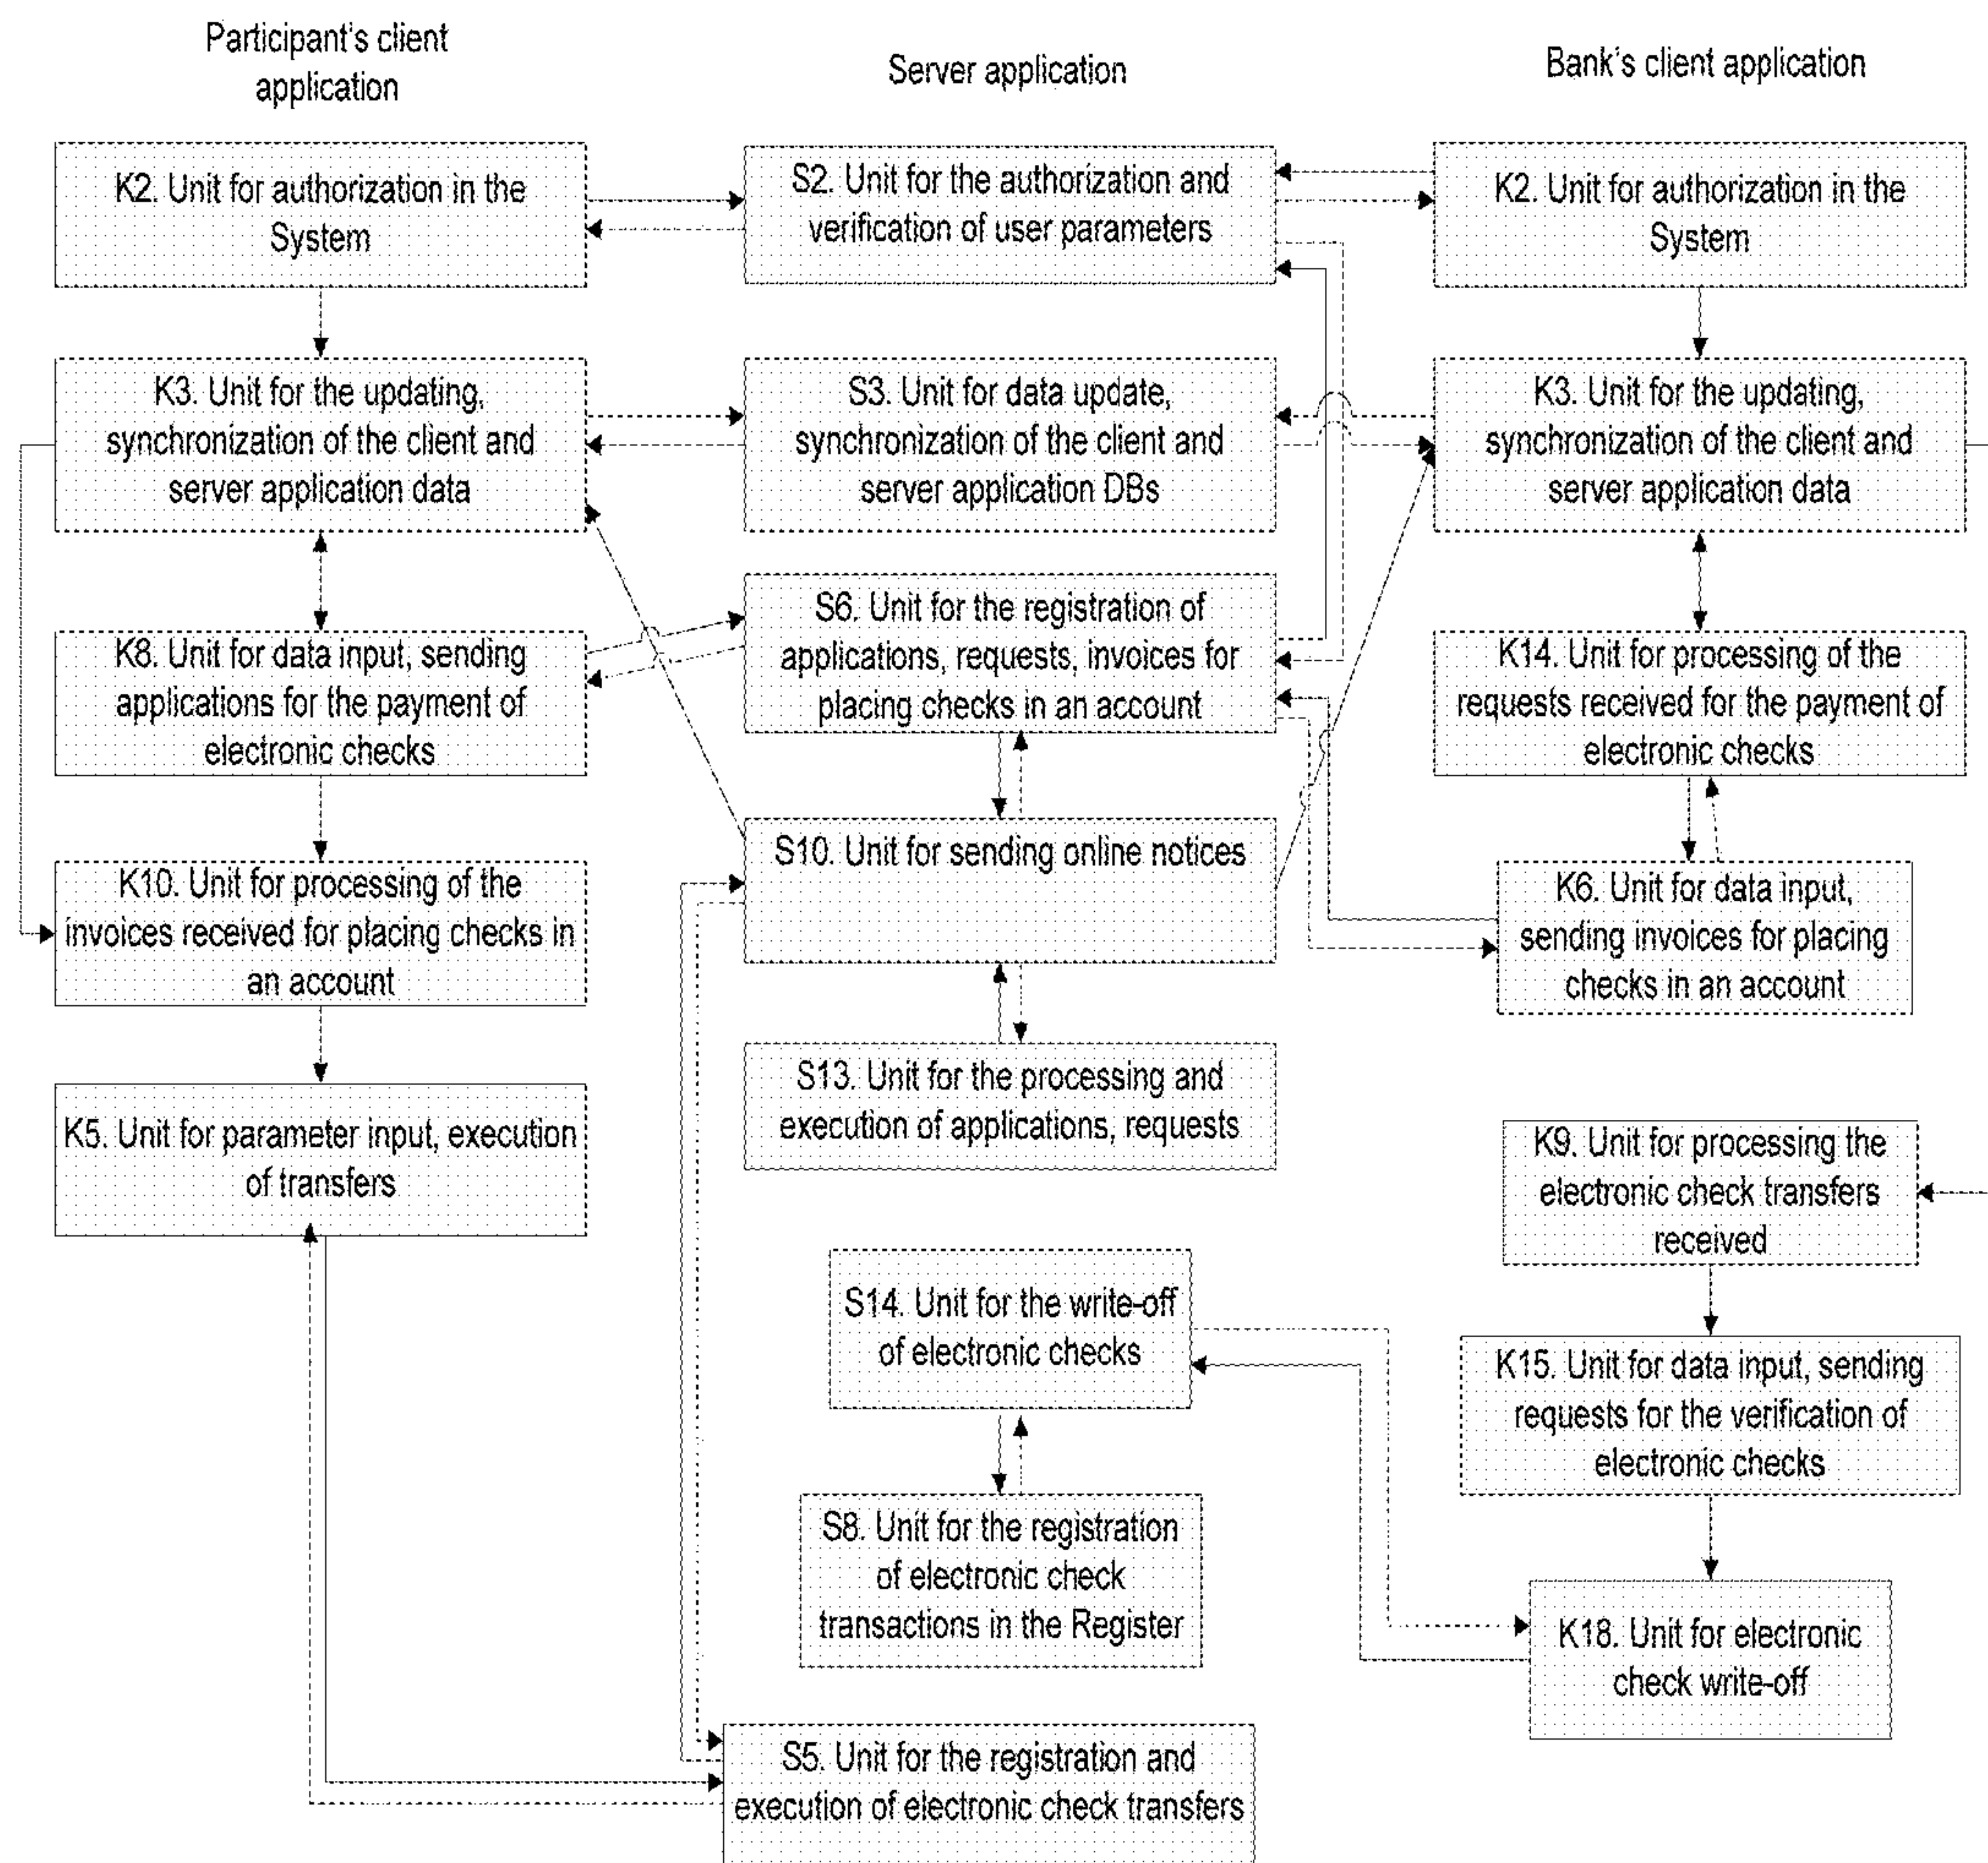 Participant's client
application
Server application
Bank's client application
K2. Unit for authorization in the
System
S2. Unit for the authorization and
verification of user parameters
K2. Unit for authorization in the
System
K3. Unit for the updating,
synchronization of the client and
server application data
S3. Unit for data update,
synchronization of the client and
server application DBs
K3. Unit for the updating,
synchronization of the client and
server application data
K8. Unit for data input, sending
applications for the payment of
electronic checks
S6. Unit for the registration of
applications, requests, invoices for
placing checks in an account
K14. Unit for processing of the
requests received for the payment of
electronic checks
K10. Unit for processing of the
invoices received for placing checks in
an account
S10. Unit for sending online notices
K6. Unit for data input,
sending invoices for placing
checks in an account
K5. Unit for parameter input, execution
of transfers
S13. Unit for the processing and
execution of applications, requests
K9. Unit for processing the
electronic check transfers
received
S14. Unit for the write-off
of electronic checks
K15. Unit for data input, sending
requests for the verification of
electronic checks
S8. Unit for the registration
of electronic check
transactions in the Register
K18. Unit for electronic
check write-off
S5. Unit for the registration and
execution of electronic check transfers